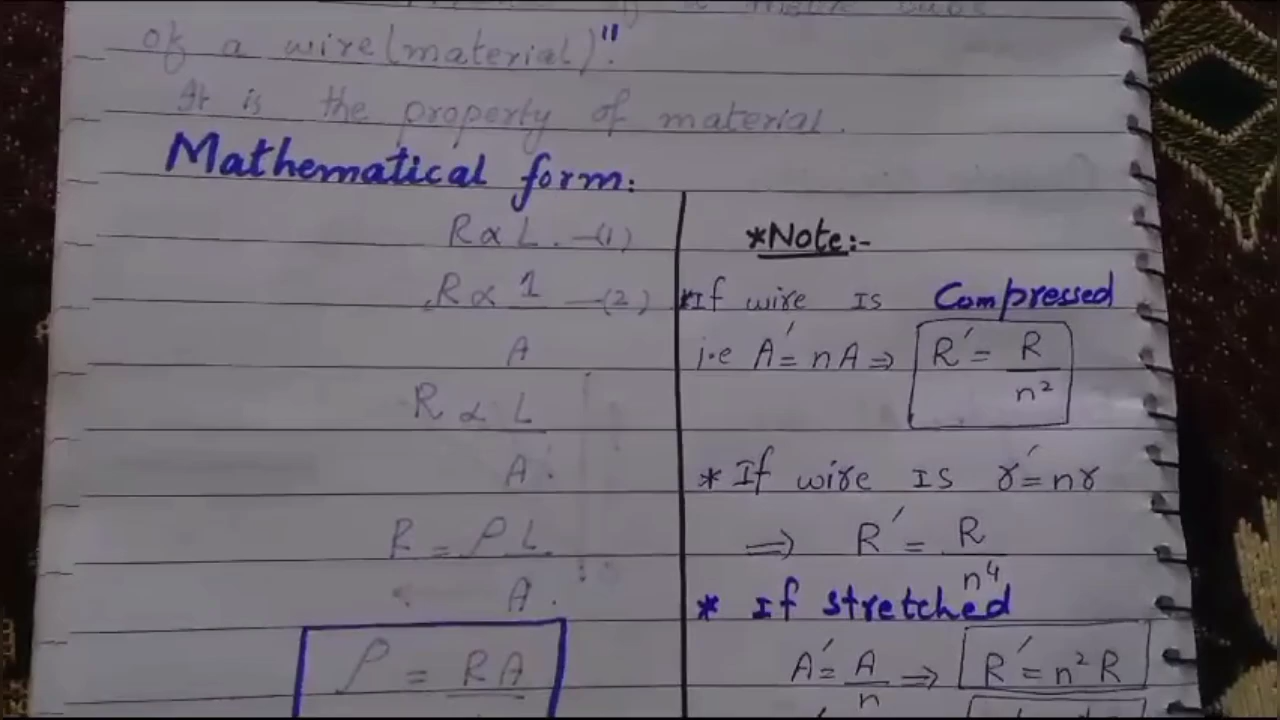 of a wire(material)".
It is the property of material.
Mathematical form:
R ∝ L. —(1)
R ∝ 1 —(2)
A
R ∝ L
A.
R = ρL.
A.
ρ = RA
*Note:-
*If wire Is Compressed
i.e A' = nA ⇒ R' = R
n²
* If wire Is r' = nr
⇒ R' = R
n⁴
* If stretched
A' = A ⇒ R' = n²R
n